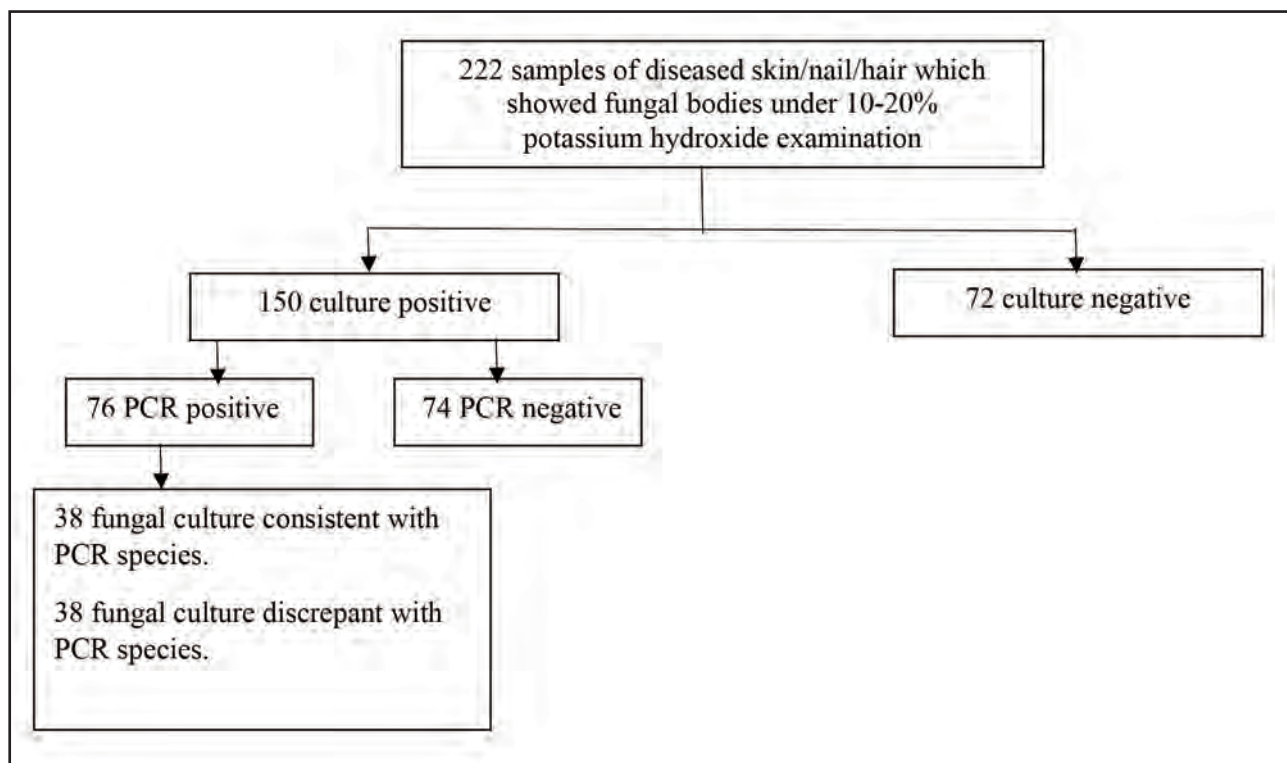 222 samples of diseased skin/nail/hair which
showed fungal bodies under 10-20%
potassium hydroxide examination
150 culture positive
72 culture negative
76 PCR positive
74 PCR negative
38 fungal culture consistent with
PCR species.
38 fungal culture discrepant with
PCR species.